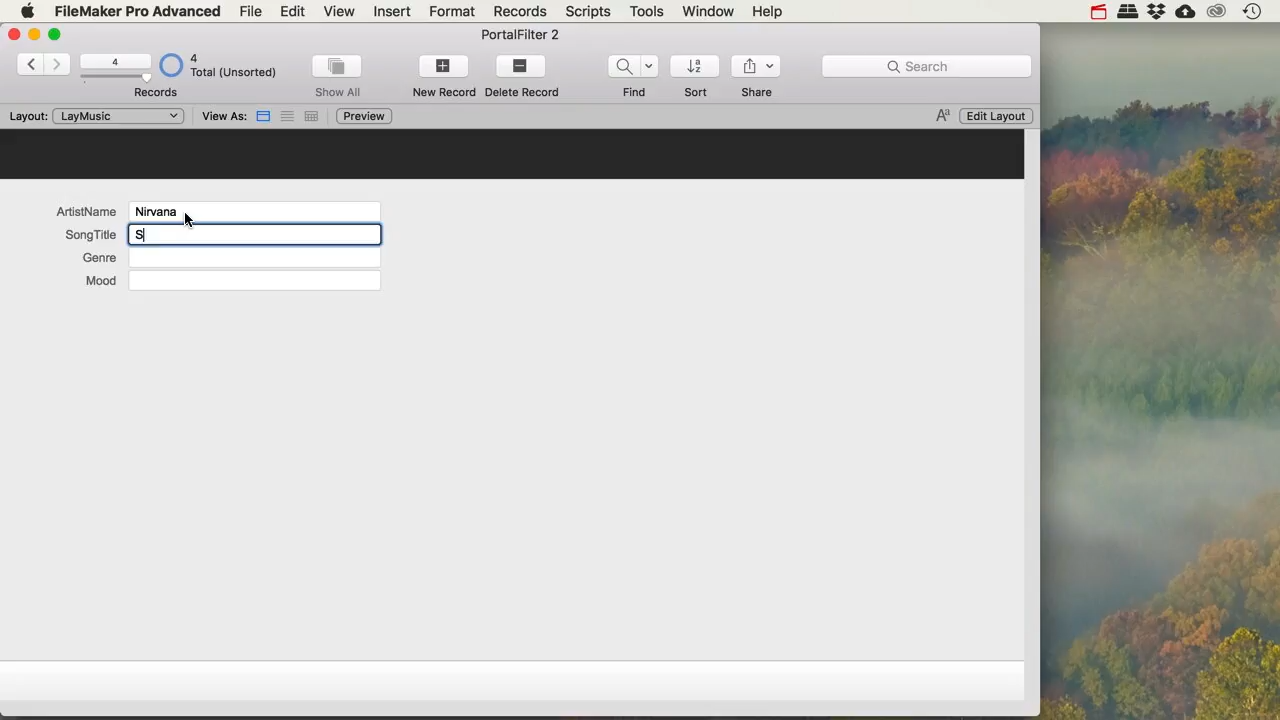 FileMaker Pro Advanced File Edit View Insert Format Records Scripts Tools Window Help
PortalFilter 2
4
4
Total (Unsorted)
Search
Records Show All New Record Delete Record Find Sort Share
Layout: LayMusic View As: Preview Aa Edit Layout
ArtistName Nirvana
SongTitle S
Genre
Mood